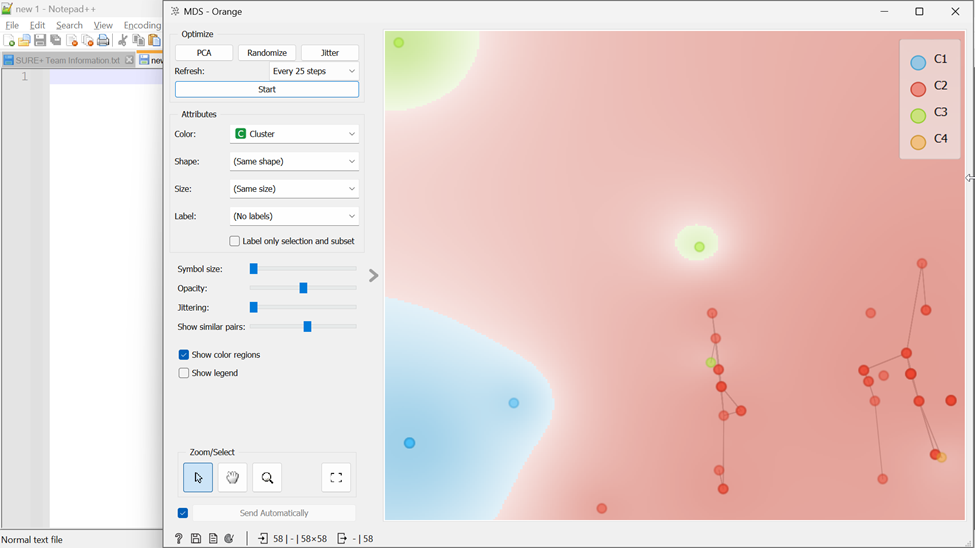 new 1 - Notepad++
File Edit Search View Encoding
SURE+ Team Information.txt
new
1
Normal text file
MDS - Orange
Optimize
PCA Randomize Jitter
Refresh: Every 25 steps
Start
Attributes
Color: C Cluster
Shape: (Same shape)
Size: (Same size)
Label: (No labels)
Label only selection and subset
Symbol size:
Opacity:
Jittering:
Show similar pairs:
Show color regions
Show legend
Zoom/Select
Send Automatically
? 58 | - | 58×58 - | 58
C1
C2
C3
C4